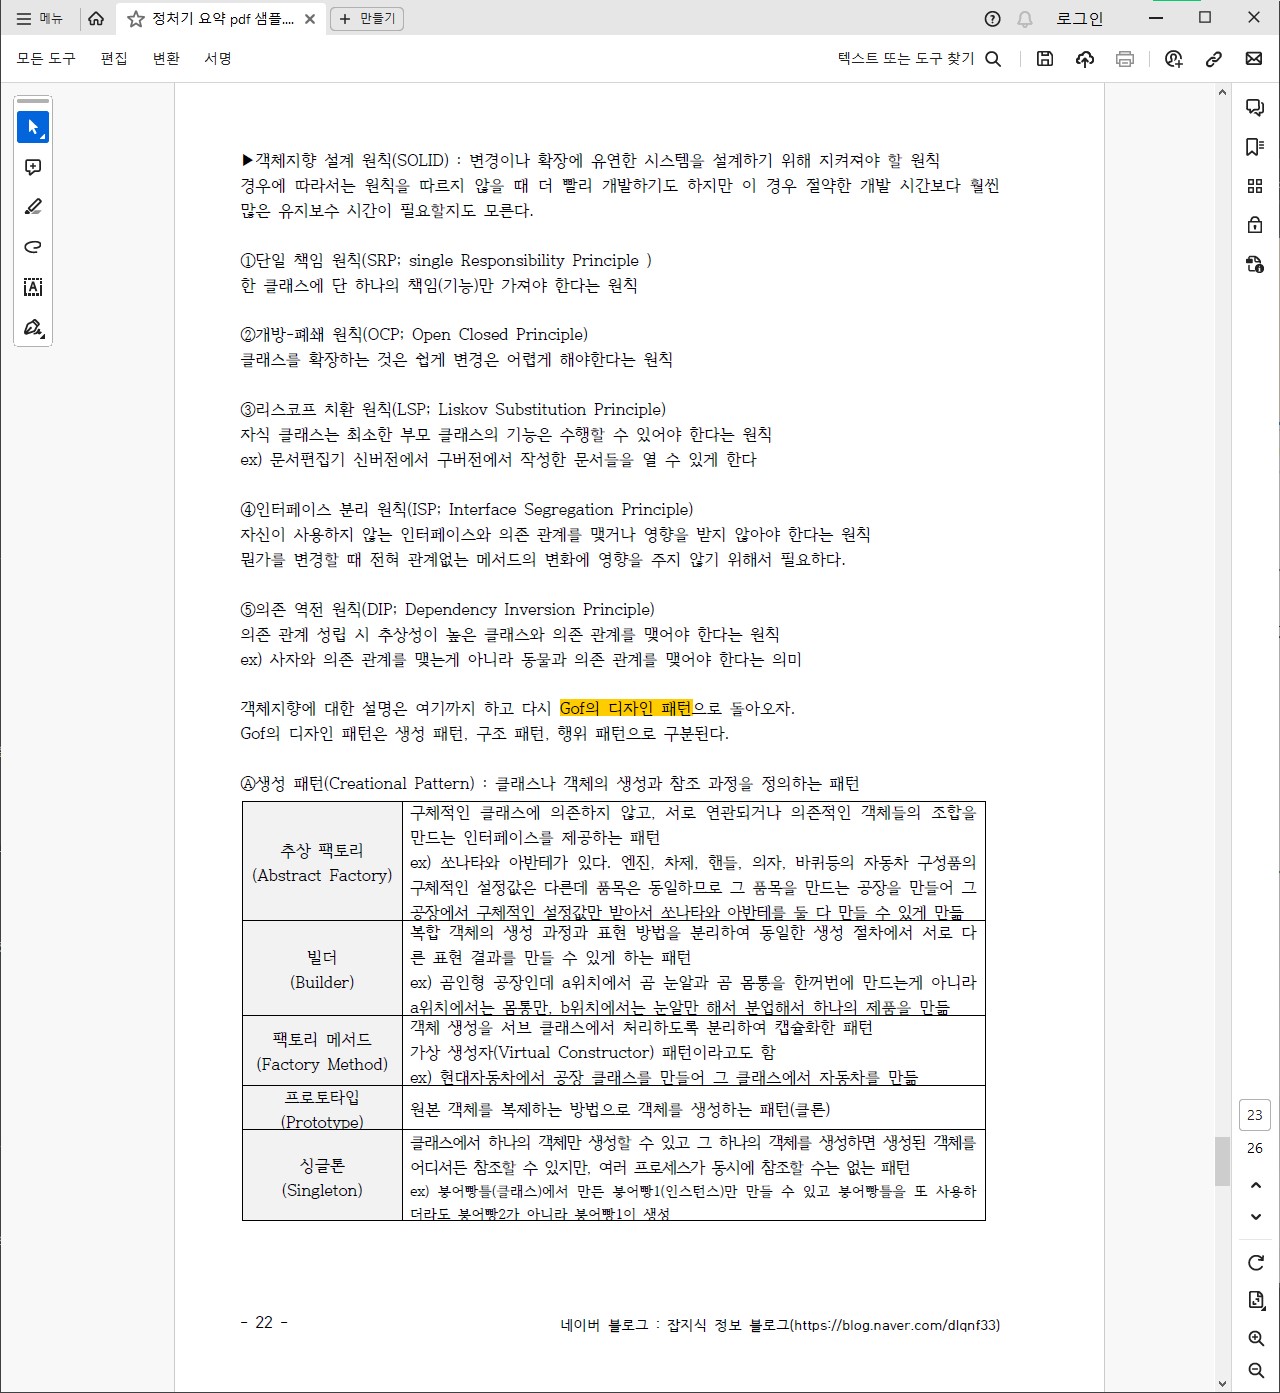 메뉴
정처기 요약 pdf 샘플....
만들기
로그인
모든 도구 편집 변환 서명
텍스트 또는 도구 찾기
▶객체지향 설계 원칙(SOLID) : 변경이나 확장에 유연한 시스템을 설계하기 위해 지켜져야 할 원칙
경우에 따라서는 원칙을 따르지 않을 때 더 빨리 개발하기도 하지만 이 경우 절약한 개발 시간보다 훨씬
많은 유지보수 시간이 필요할지도 모른다.
①단일 책임 원칙(SRP; single Responsibility Principle )
한 클래스에 단 하나의 책임(기능)만 가져야 한다는 원칙
②개방-폐쇄 원칙(OCP; Open Closed Principle)
클래스를 확장하는 것은 쉽게 변경은 어렵게 해야한다는 원칙
③리스코프 치환 원칙(LSP; Liskov Substitution Principle)
자식 클래스는 최소한 부모 클래스의 기능은 수행할 수 있어야 한다는 원칙
ex) 문서편집기 신버전에서 구버전에서 작성한 문서들을 열 수 있게 한다
④인터페이스 분리 원칙(ISP; Interface Segregation Principle)
자신이 사용하지 않는 인터페이스와 의존 관계를 맺거나 영향을 받지 않아야 한다는 원칙
뭔가를 변경할 때 전혀 관계없는 메서드의 변화에 영향을 주지 않기 위해서 필요하다.
⑤의존 역전 원칙(DIP; Dependency Inversion Principle)
의존 관계 성립 시 추상성이 높은 클래스와 의존 관계를 맺어야 한다는 원칙
ex) 사자와 의존 관계를 맺는게 아니라 동물과 의존 관계를 맺어야 한다는 의미
객체지향에 대한 설명은 여기까지 하고 다시 Gof의 디자인 패턴으로 돌아오자.
Gof의 디자인 패턴은 생성 패턴, 구조 패턴, 행위 패턴으로 구분된다.
Ⓐ생성 패턴(Creational Pattern) : 클래스나 객체의 생성과 참조 과정을 정의하는 패턴
추상 팩토리
(Abstract Factory)
구체적인 클래스에 의존하지 않고, 서로 연관되거나 의존적인 객체들의 조합을
만드는 인터페이스를 제공하는 패턴
ex) 쏘나타와 아반테가 있다. 엔진, 차제, 핸들, 의자, 바퀴등의 자동차 구성품의
구체적인 설정값은 다른데 품목은 동일하므로 그 품목을 만드는 공장을 만들어 그
공장에서 구체적인 설정값만 받아서 쏘나타와 아반테를 둘 다 만들 수 있게 만듦
빌더
(Builder)
복합 객체의 생성 과정과 표현 방법을 분리하여 동일한 생성 절차에서 서로 다
른 표현 결과를 만들 수 있게 하는 패턴
ex) 곰인형 공장인데 a위치에서 곰 눈알과 곰 몸통을 한꺼번에 만드는게 아니라
a위치에서는 몸통만, b위치에서는 눈알만 해서 분업해서 하나의 제품을 만듦
팩토리 메서드
(Factory Method)
객체 생성을 서브 클래스에서 처리하도록 분리하여 캡슐화한 패턴
가상 생성자(Virtual Constructor) 패턴이라고도 함
ex) 현대자동차에서 공장 클래스를 만들어 그 클래스에서 자동차를 만듦
프로토타입
(Prototype)
원본 객체를 복제하는 방법으로 객체를 생성하는 패턴(클론)
싱글톤
(Singleton)
클래스에서 하나의 객체만 생성할 수 있고 그 하나의 객체를 생성하면 생성된 객체를
어디서든 참조할 수 있지만, 여러 프로세스가 동시에 참조할 수는 없는 패턴
ex) 붕어빵틀(클래스)에서 만든 붕어빵1(인스턴스)만 만들 수 있고 붕어빵틀을 또 사용하
더라도 붕어빵2가 아니라 붕어빵1이 생성
- 22 -
네이버 블로그 : 잡지식 정보 블로그(https://blog.naver.com/dlqnf33)
23
26